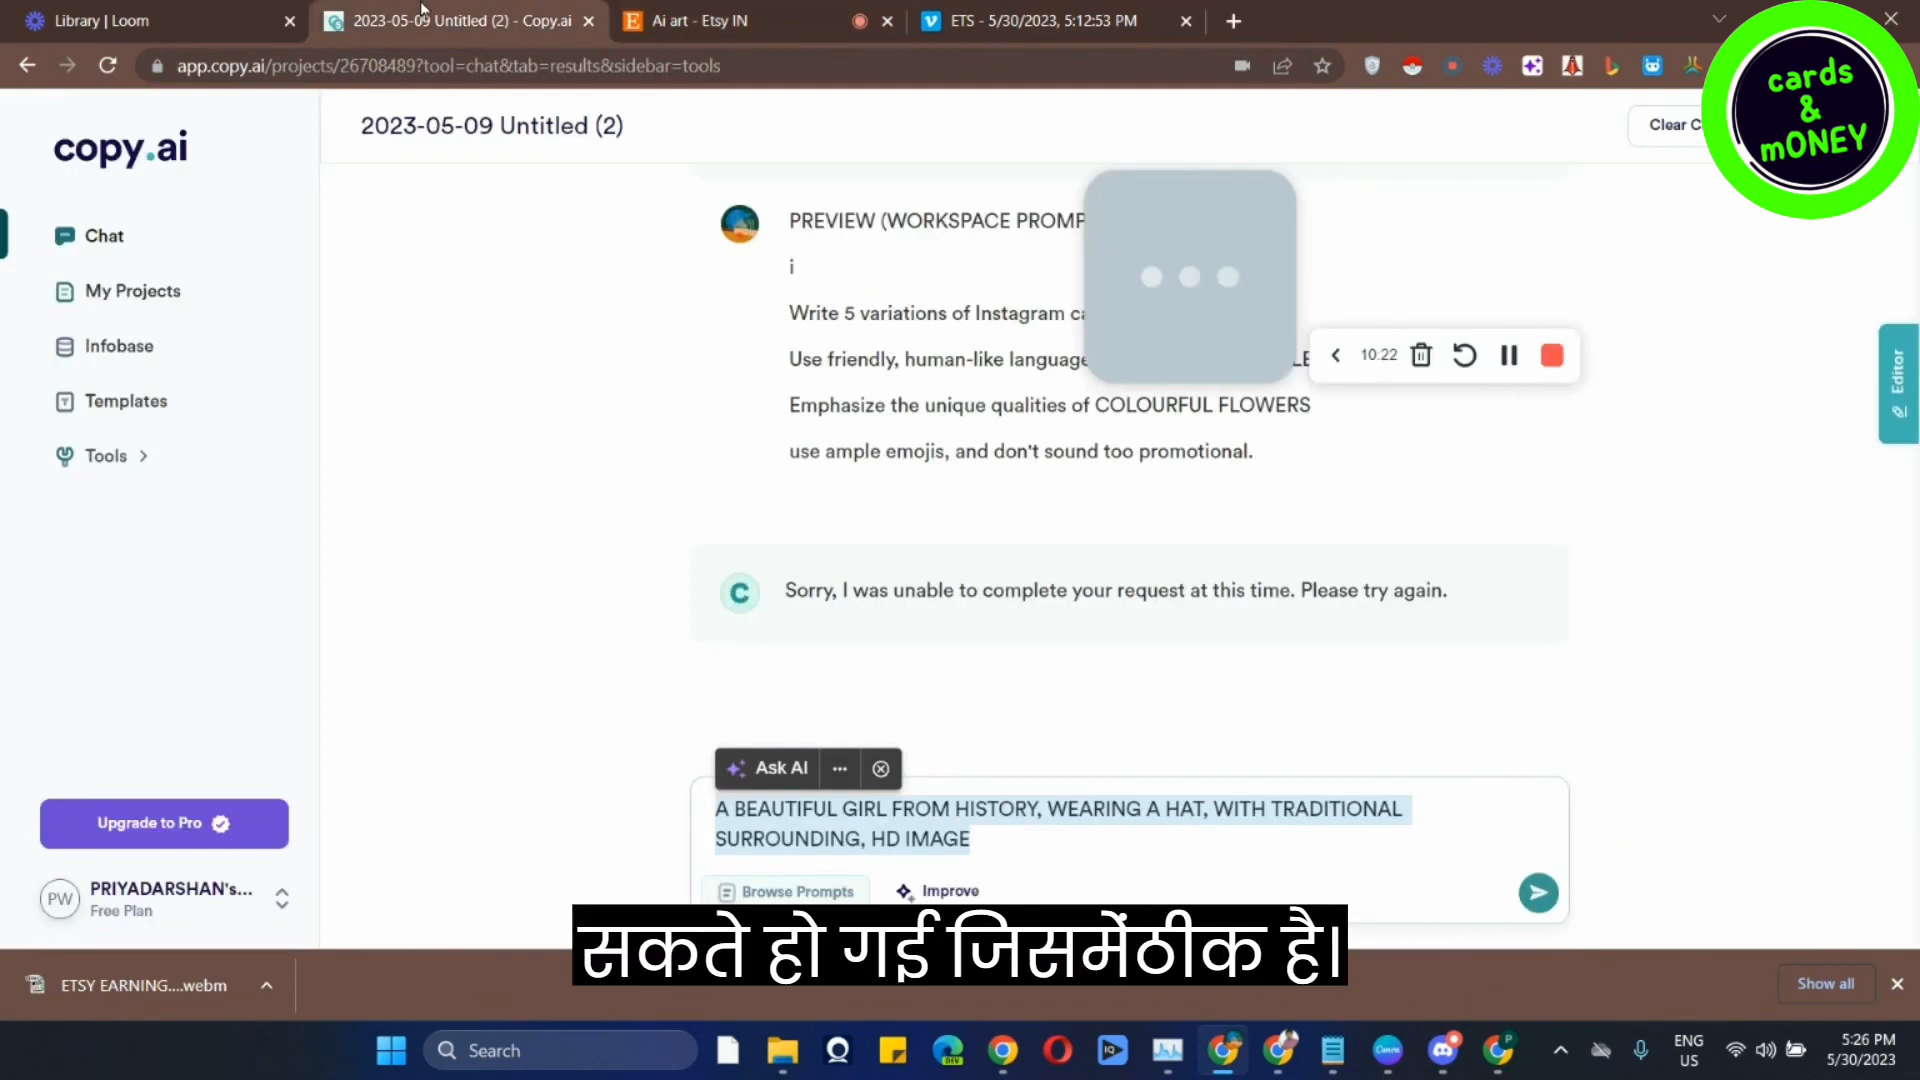 Library | Loom
2023-05-09 Untitled (2) - Copy.ai
Ai art - Etsy IN
ETS - 5/30/2023, 5:12:53 PM
app.copy.ai/projects/26708489?tool=chat&tab=results&sidebar=tools
cards
&
mONEY
copy.ai
2023-05-09 Untitled (2)
Clear C
Chat
My Projects
Infobase
Templates
Tools
PREVIEW (WORKSPACE PROMP
i
Write 5 variations of Instagram ca
Use friendly, human-like language
LE
Emphasize the unique qualities of COLOURFUL FLOWERS
use ample emojis, and don't sound too promotional.
10:22
Editor
C
Sorry, I was unable to complete your request at this time. Please try again.
Ask AI
A BEAUTIFUL GIRL FROM HISTORY, WEARING A HAT, WITH TRADITIONAL
SURROUNDING, HD IMAGE
Browse Prompts
Improve
Upgrade to Pro
PW
PRIYADARSHAN's...
Free Plan
सकते हो गई जिसमेंठीक है।
ETSY EARNING....webm
Show all
Search
ENG
US
5:26 PM
5/30/2023